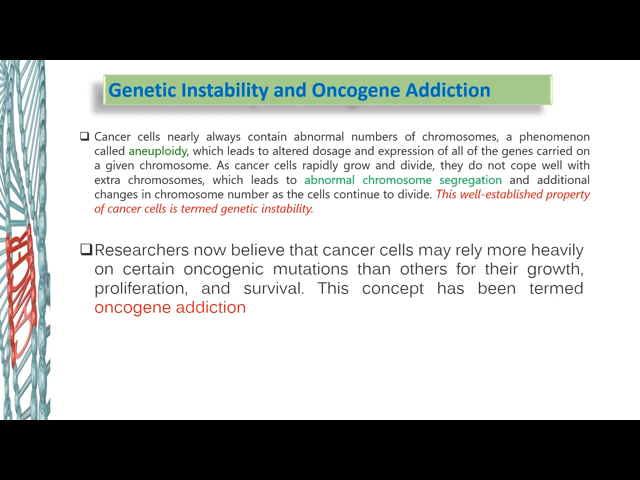 Genetic Instability and Oncogene Addiction
❑ Cancer cells nearly always contain abnormal numbers of chromosomes, a phenomenon
called aneuploidy, which leads to altered dosage and expression of all of the genes carried on
a given chromosome. As cancer cells rapidly grow and divide, they do not cope well with
extra chromosomes, which leads to abnormal chromosome segregation and additional
changes in chromosome number as the cells continue to divide. This well-established property
of cancer cells is termed genetic instability.
❑Researchers now believe that cancer cells may rely more heavily
on certain oncogenic mutations than others for their growth,
proliferation, and survival. This concept has been termed
oncogene addiction
CANCER